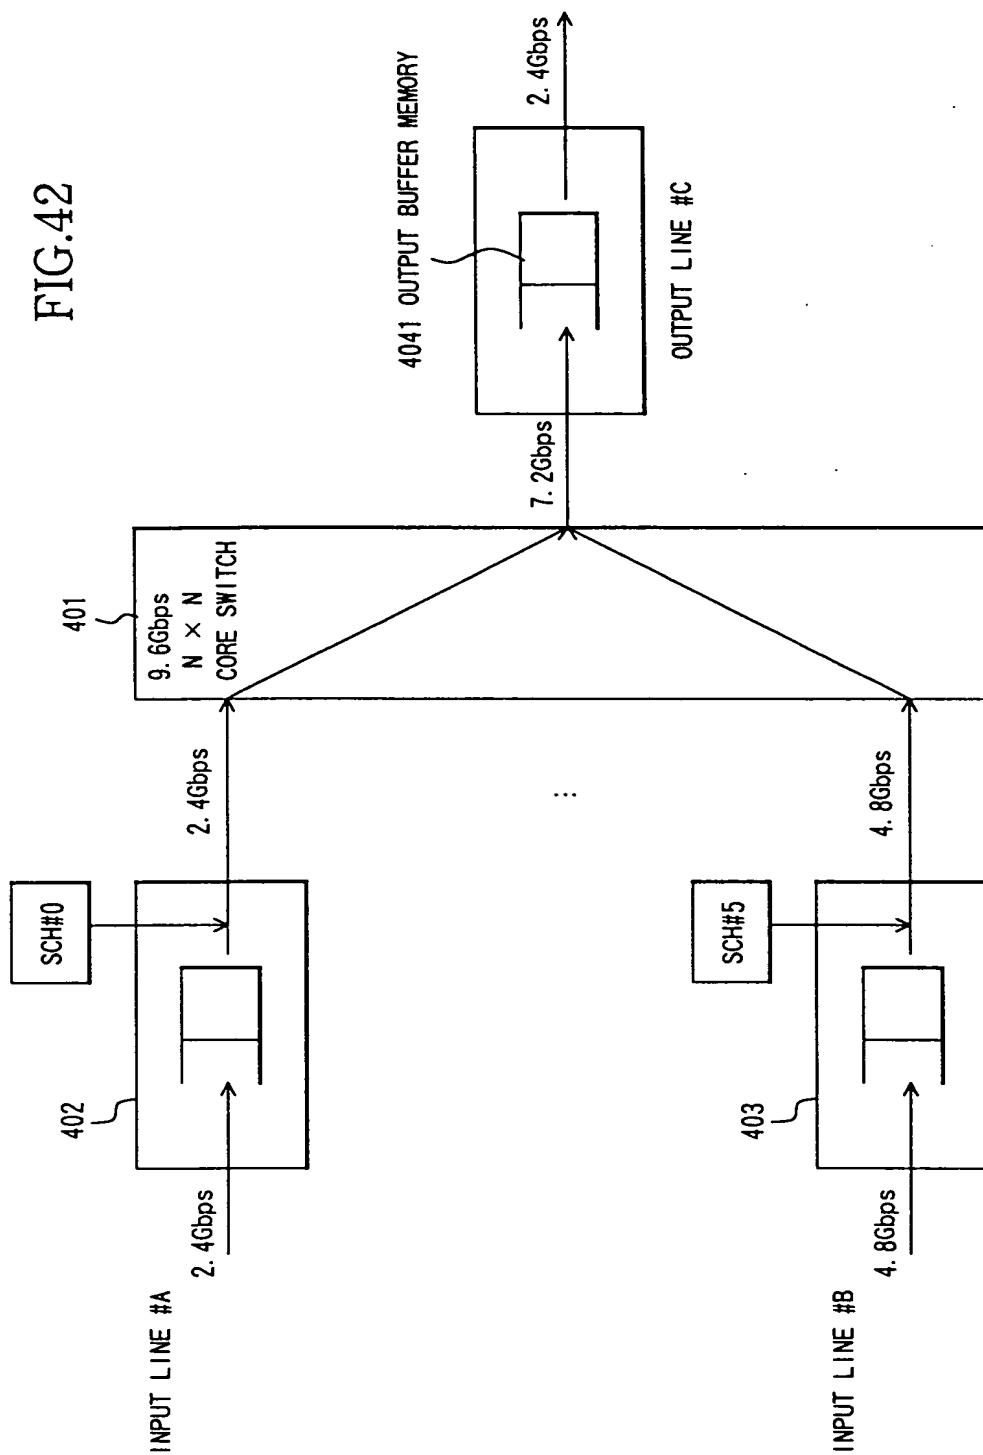 FIG.42
INPUT LINE #A
2.4Gbps
402
SCH#0
2.4Gbps
401
9.6Gbps
N × N
CORE SWITCH
7.2Gbps
4041 OUTPUT BUFFER MEMORY
2.4Gbps
OUTPUT LINE #C
...
INPUT LINE #B
4.8Gbps
403
SCH#5
4.8Gbps